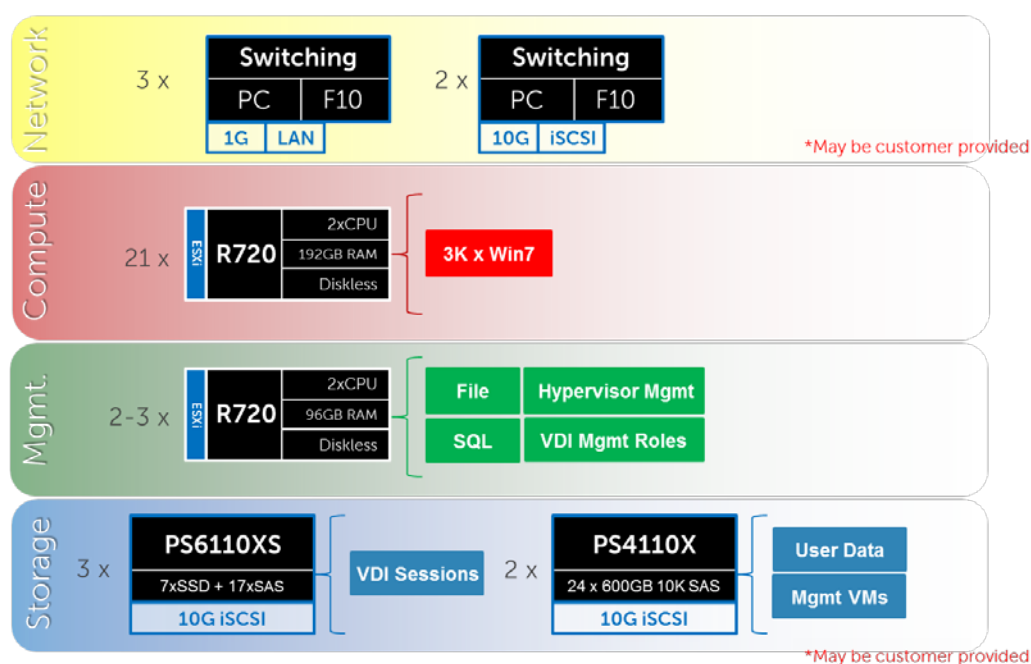 Network
3 x
Switching
PC F10
1G LAN
2 x
Switching
PC F10
10G iSCSI
*May be customer provided
Compute
21 x
ESXi
R720
2xCPU
192GB RAM
Diskless
3K x Win7
Mgmt.
2-3 x
ESXi
R720
2xCPU
96GB RAM
Diskless
File
Hypervisor Mgmt
SQL
VDI Mgmt Roles
Storage
3 x
PS6110XS
7xSSD + 17xSAS
10G iSCSI
VDI Sessions
2 x
PS4110X
24 x 600GB 10K SAS
10G iSCSI
User Data
Mgmt VMs
*May be customer provided